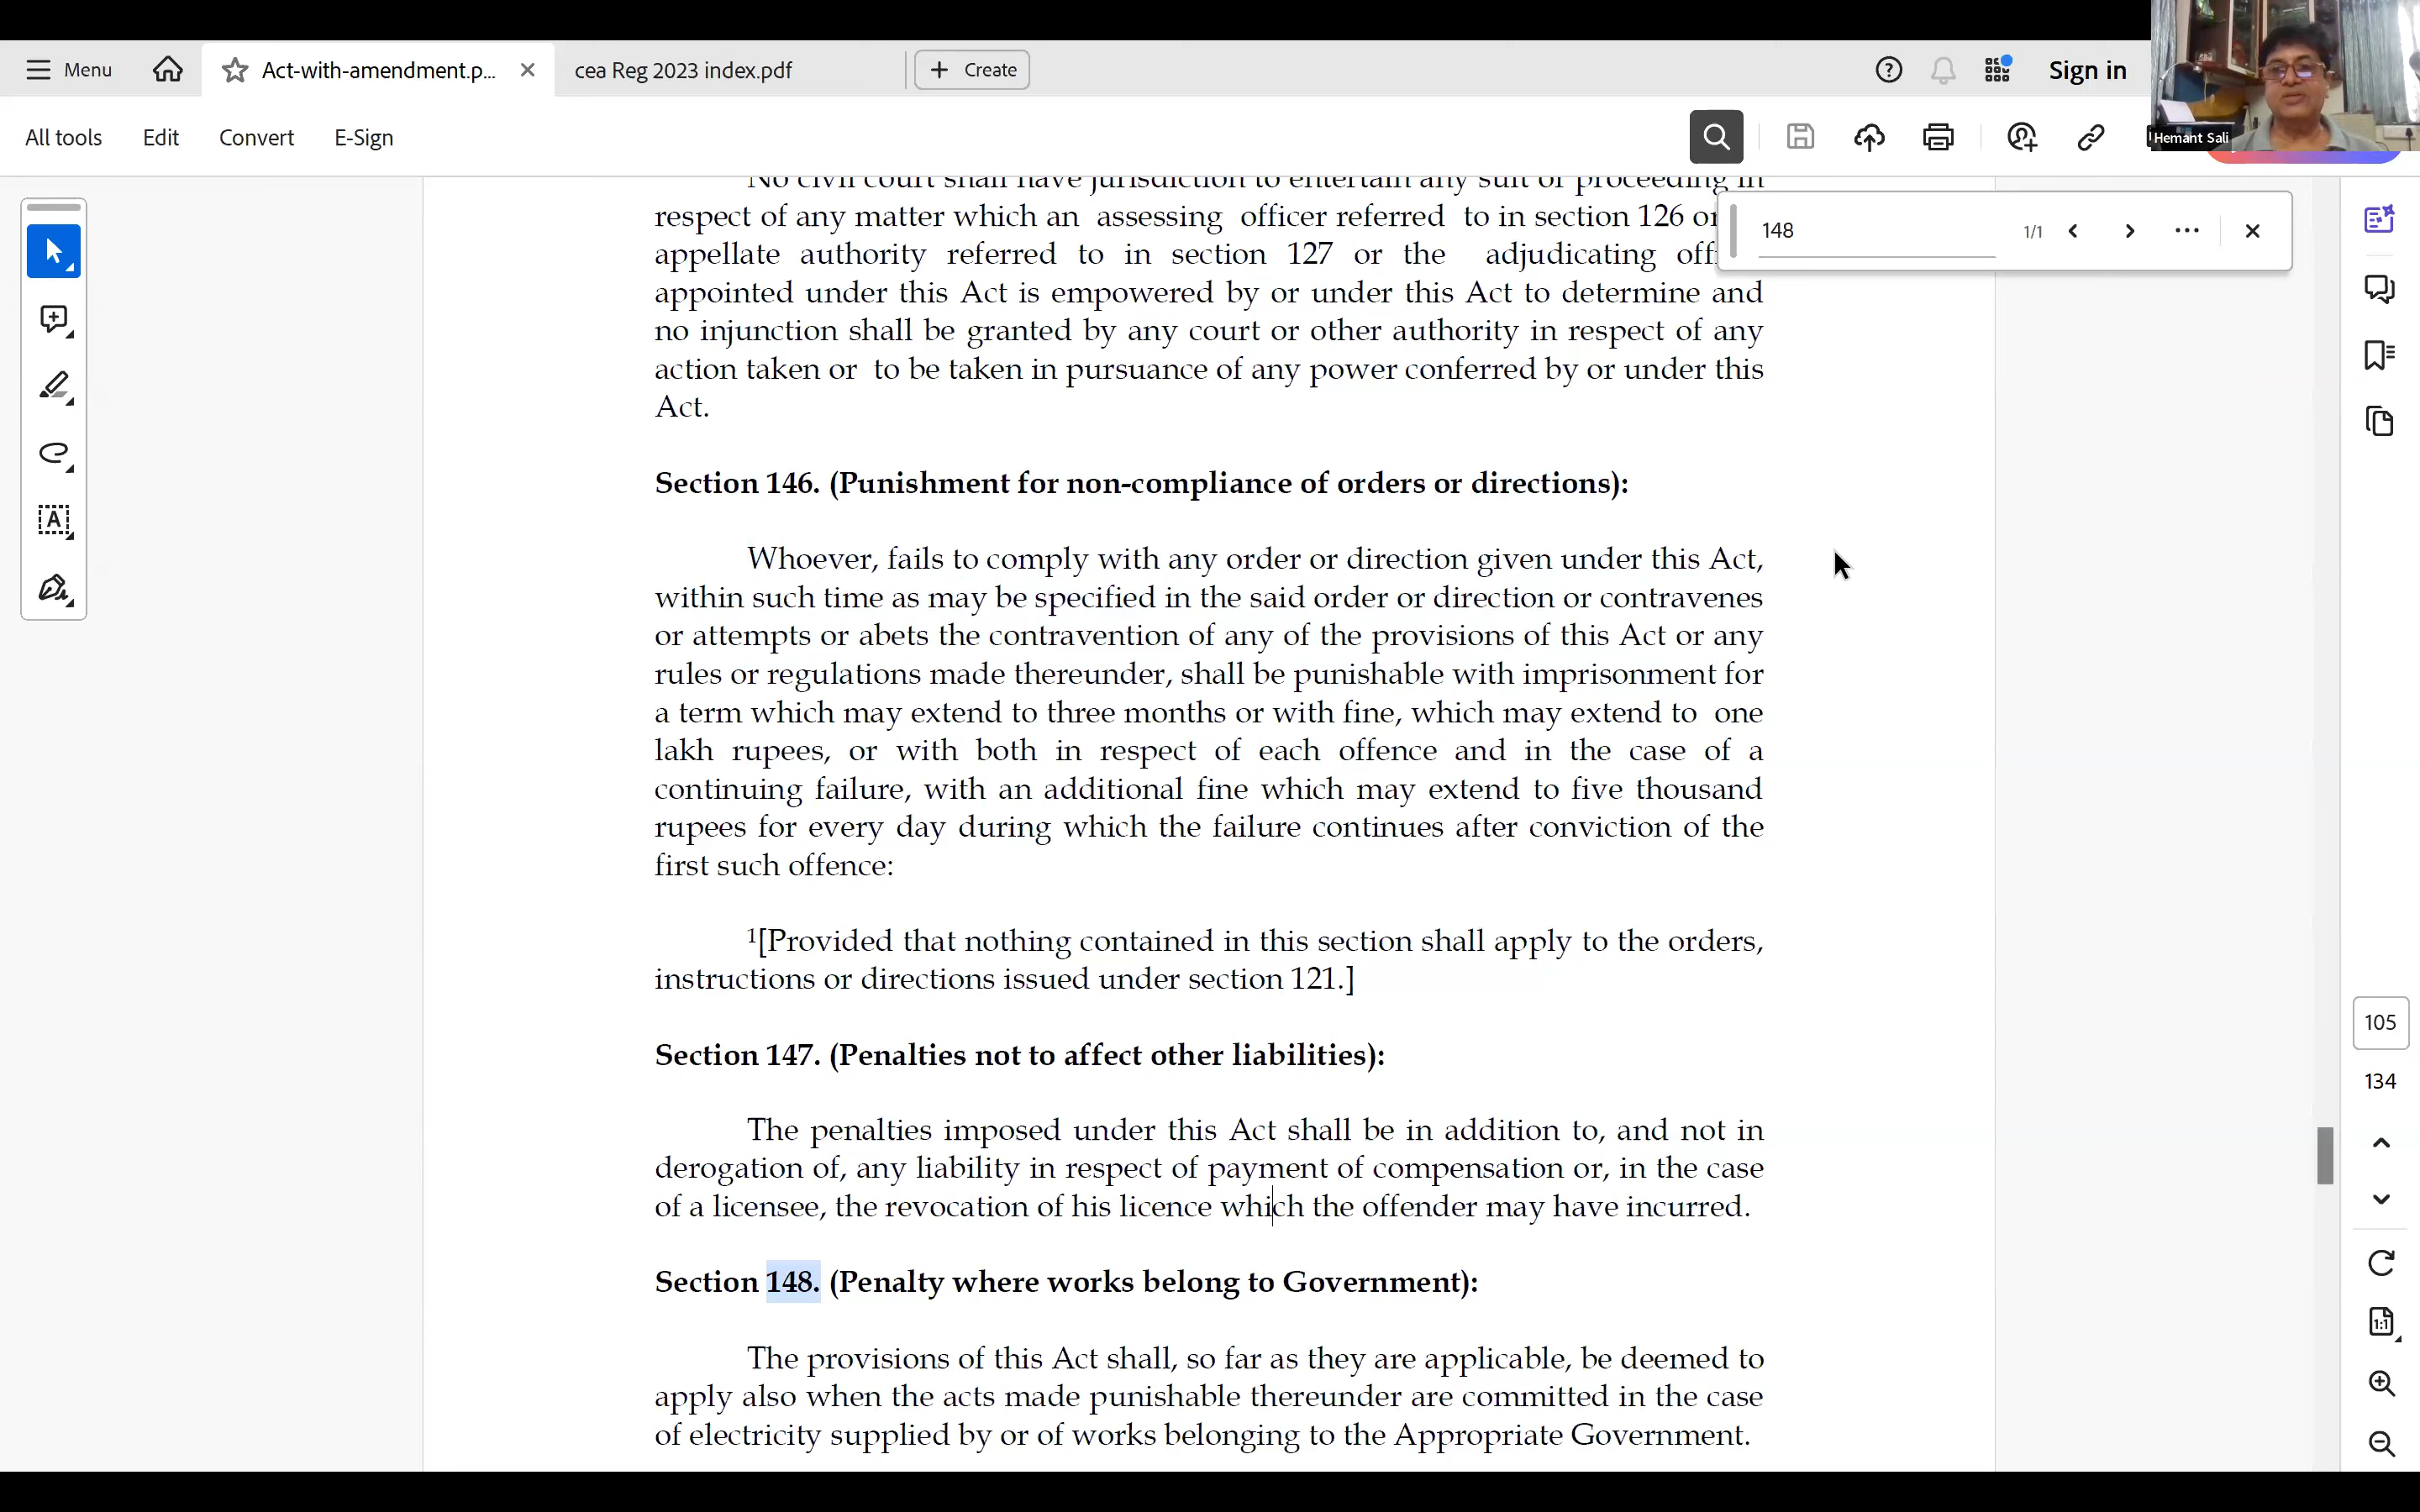 Menu
Act-with-amendment.p...
cea Reg 2023 index.pdf
Create
Sign in
All tools
Edit
Convert
E-Sign
Hemant Sali
148
1/1
No civil court shall have jurisdiction to entertain any suit or proceeding in
respect of any matter which an assessing officer referred to in section 126 or
appellate authority referred to in section 127 or the adjudicating
appointed under this Act is empowered by or under this Act to determine and
no injunction shall be granted by any court or other authority in respect of any
action taken or to be taken in pursuance of any power conferred by or under this
Act.
Section 146. (Punishment for non-compliance of orders or directions):
Whoever, fails to comply with any order or direction given under this Act,
within such time as may be specified in the said order or direction or contravenes
or attempts or abets the contravention of any of the provisions of this Act or any
rules or regulations made thereunder, shall be punishable with imprisonment for
a term which may extend to three months or with fine, which may extend to one
lakh rupees, or with both in respect of each offence and in the case of a
continuing failure, with an additional fine which may extend to five thousand
rupees for every day during which the failure continues after conviction of the
first such offence:
1[Provided that nothing contained in this section shall apply to the orders,
instructions or directions issued under section 121.]
Section 147. (Penalties not to affect other liabilities):
The penalties imposed under this Act shall be in addition to, and not in
derogation of, any liability in respect of payment of compensation or, in the case
of a licensee, the revocation of his licence which the offender may have incurred.
Section 148. (Penalty where works belong to Government):
The provisions of this Act shall, so far as they are applicable, be deemed to
apply also when the acts made punishable thereunder are committed in the case
of electricity supplied by or of works belonging to the Appropriate Government.
105
134
1:1